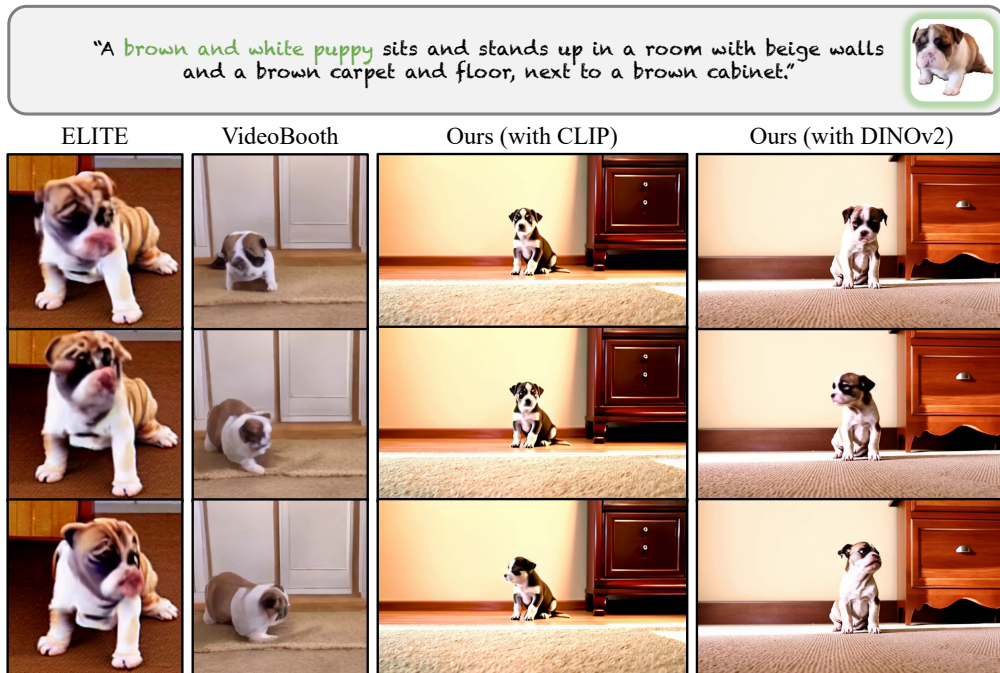 “A brown and white puppy sits and stands up in a room with beige walls
and a brown carpet and floor, next to a brown cabinet.”
ELITE
VideoBooth
Ours (with CLIP)
Ours (with DINOv2)